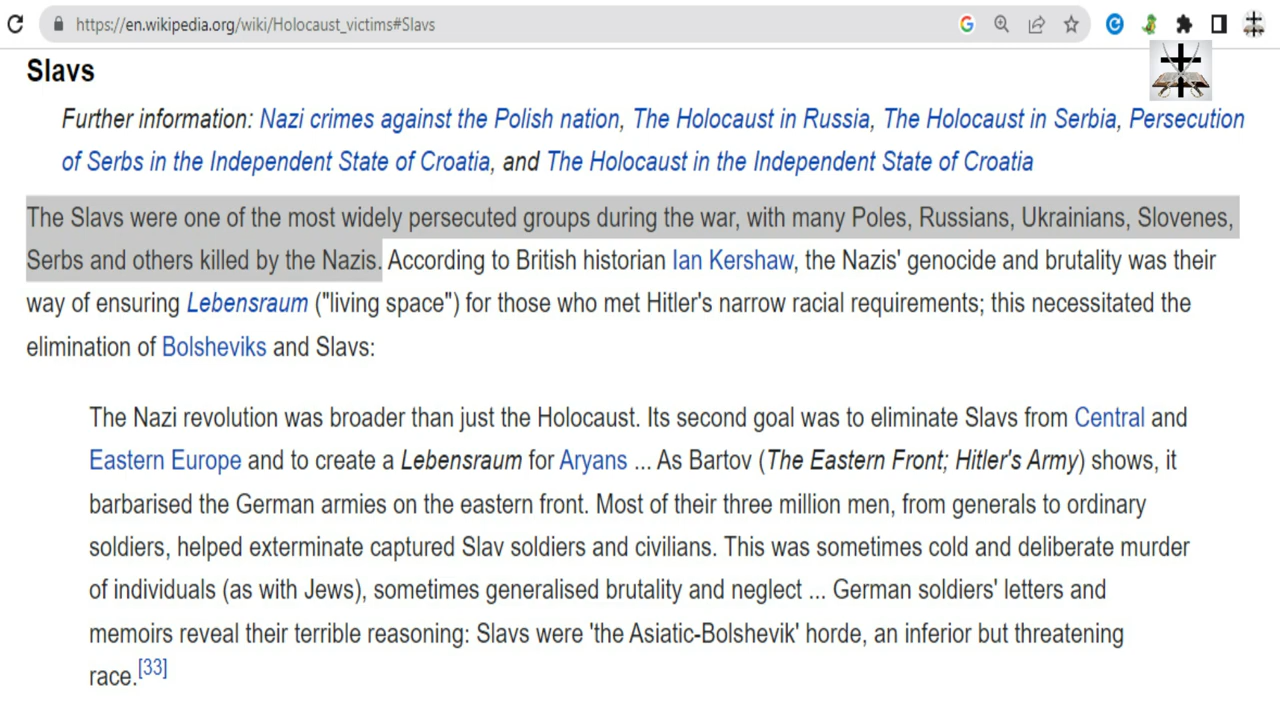 https://en.wikipedia.org/wiki/Holocaust_victims#Slavs
Slavs
Further information: Nazi crimes against the Polish nation, The Holocaust in Russia, The Holocaust in Serbia, Persecution
of Serbs in the Independent State of Croatia, and The Holocaust in the Independent State of Croatia
The Slavs were one of the most widely persecuted groups during the war, with many Poles, Russians, Ukrainians, Slovenes,
Serbs and others killed by the Nazis. According to British historian Ian Kershaw, the Nazis' genocide and brutality was their
way of ensuring Lebensraum ("living space") for those who met Hitler's narrow racial requirements; this necessitated the
elimination of Bolsheviks and Slavs:
The Nazi revolution was broader than just the Holocaust. Its second goal was to eliminate Slavs from Central and
Eastern Europe and to create a Lebensraum for Aryans ... As Bartov (The Eastern Front; Hitler's Army) shows, it
barbarised the German armies on the eastern front. Most of their three million men, from generals to ordinary
soldiers, helped exterminate captured Slav soldiers and civilians. This was sometimes cold and deliberate murder
of individuals (as with Jews), sometimes generalised brutality and neglect ... German soldiers' letters and
memoirs reveal their terrible reasoning: Slavs were 'the Asiatic-Bolshevik' horde, an inferior but threatening
race.[33]